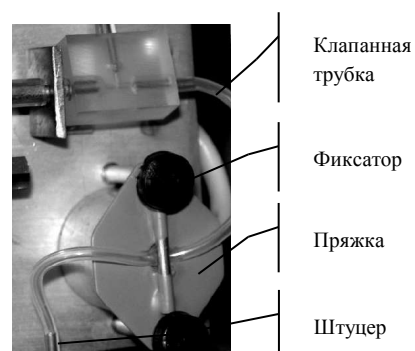 Клапанная
трубка
Фиксатор
Пряжка
Штуцер